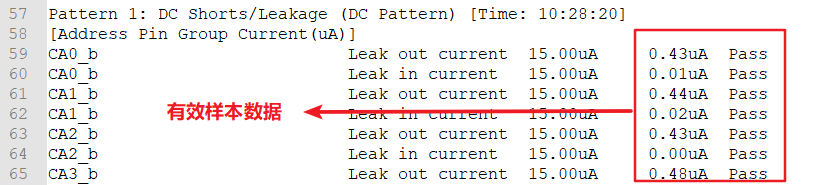 57 Pattern 1: DC Shorts/Leakage (DC Pattern) [Time: 10:28:20]
58 [Address Pin Group Current(uA)]
59 CA0_b Leak out current 15.00uA 0.43uA Pass
60 CA0_b Leak in current 15.00uA 0.01uA Pass
61 CA1_b Leak out current 15.00uA 0.44uA Pass
62 CA1_b Leak in current 15.00uA 0.02uA Pass
有效样本数据
63 CA2_b Leak out current 15.00uA 0.43uA Pass
64 CA2_b Leak in current 15.00uA 0.00uA Pass
65 CA3_b Leak out current 15.00uA 0.48uA Pass